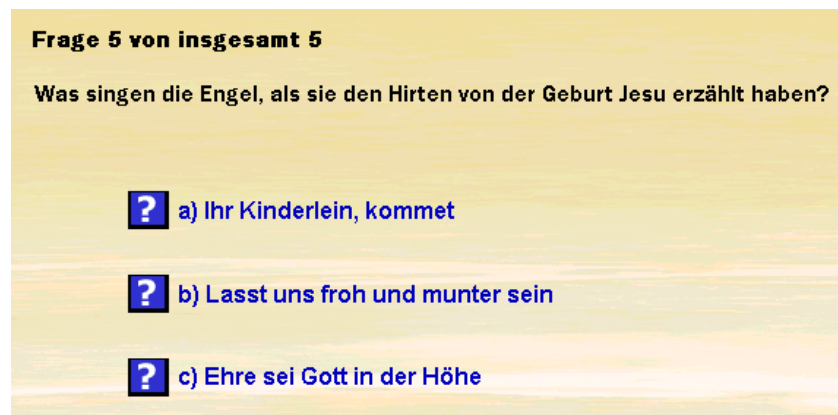 Frage 5 von insgesamt 5
Was singen die Engel, als sie den Hirten von der Geburt Jesu erzählt haben?
? a) Ihr Kinderlein, kommet
? b) Lasst uns froh und munter sein
? c) Ehre sei Gott in der Höhe